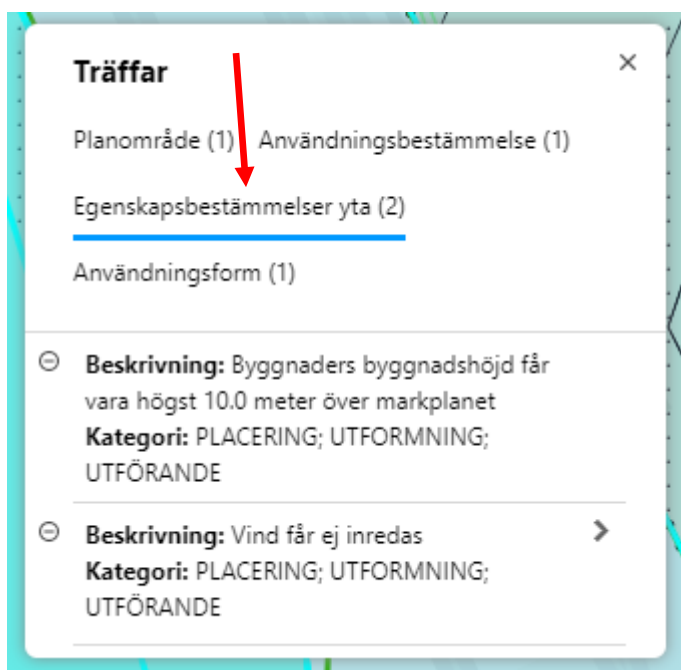 Träffar
Planområde (1) Användningsbestämmelse (1)
Egenskapsbestämmelser yta (2)
Användningsform (1)
Beskrivning: Byggnaders byggnadshöjd får
vara högst 10.0 meter över markplanet
Kategori: PLACERING; UTFORMNING;
UTFÖRANDE
Beskrivning: Vind får ej inredas
Kategori: PLACERING; UTFORMNING;
UTFÖRANDE